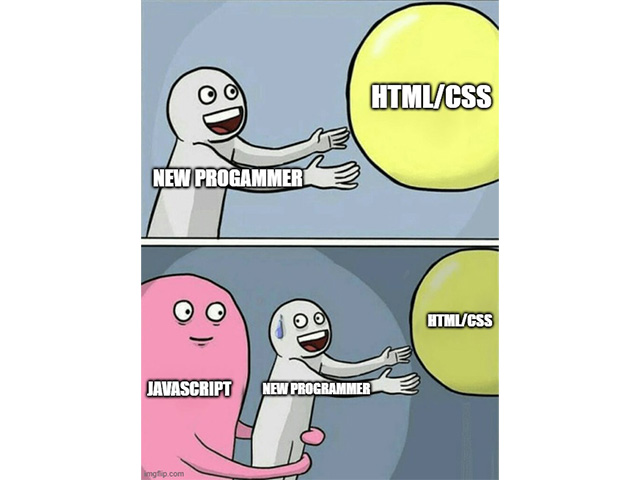 HTML/CSS
NEW PROGAMMER
HTML/CSS
JAVASCRIPT
NEW PROGRAMMER
imgflip.com